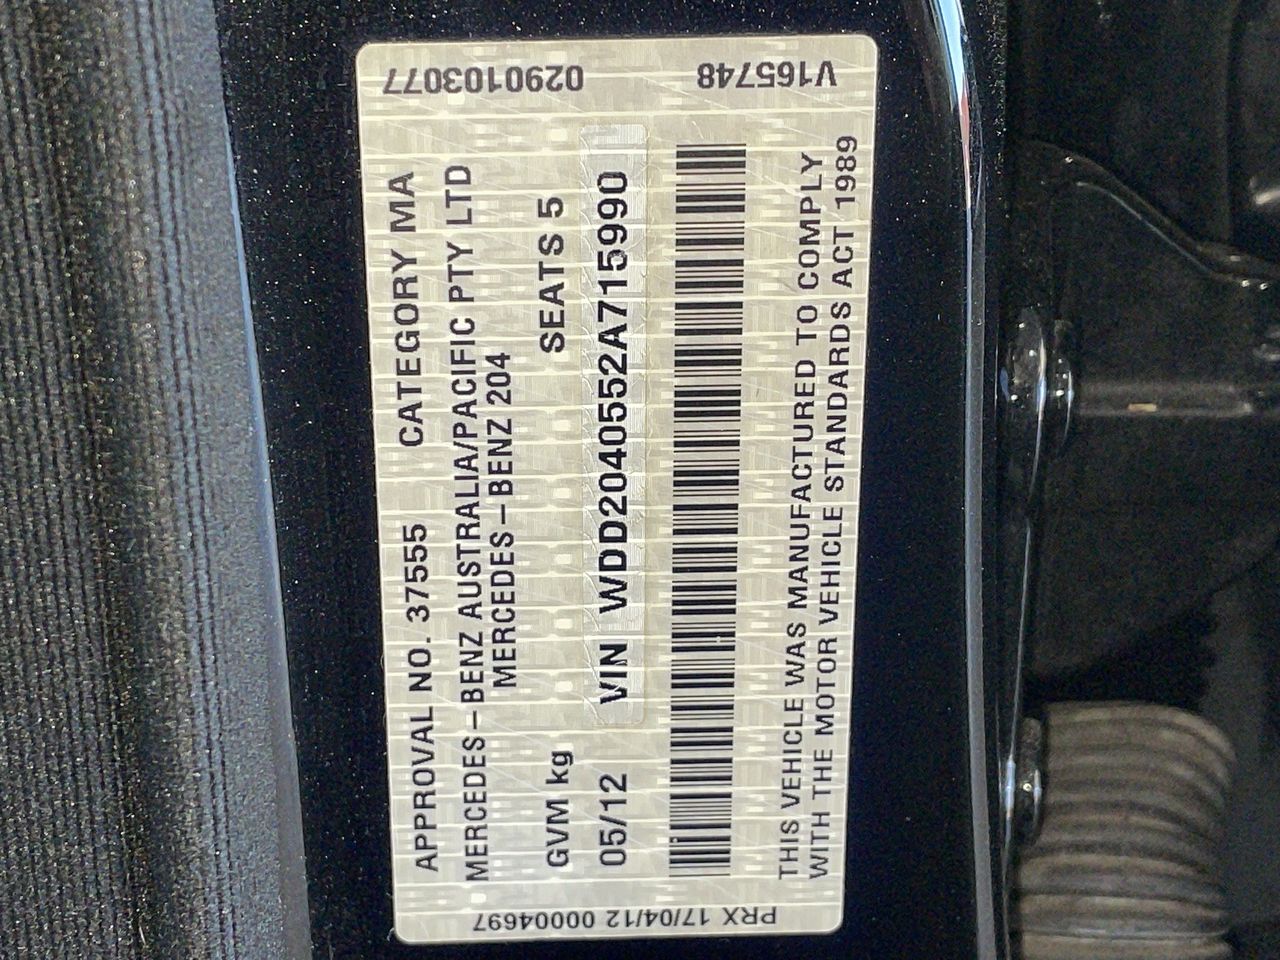 APPROVAL NO. 37555 CATEGORY MA
MERCEDES-BENZ AUSTRALIA/PACIFIC PTY LTD
MERCEDES-BENZ 204
GVM kg SEATS 5
05/12 VIN WDD2040552A715990
THIS VEHICLE WAS MANUFACTURED TO COMPLY
WITH THE MOTOR VEHICLE STANDARDS ACT 1989
V165748 0290103077
PRX 17/04/12 00004697